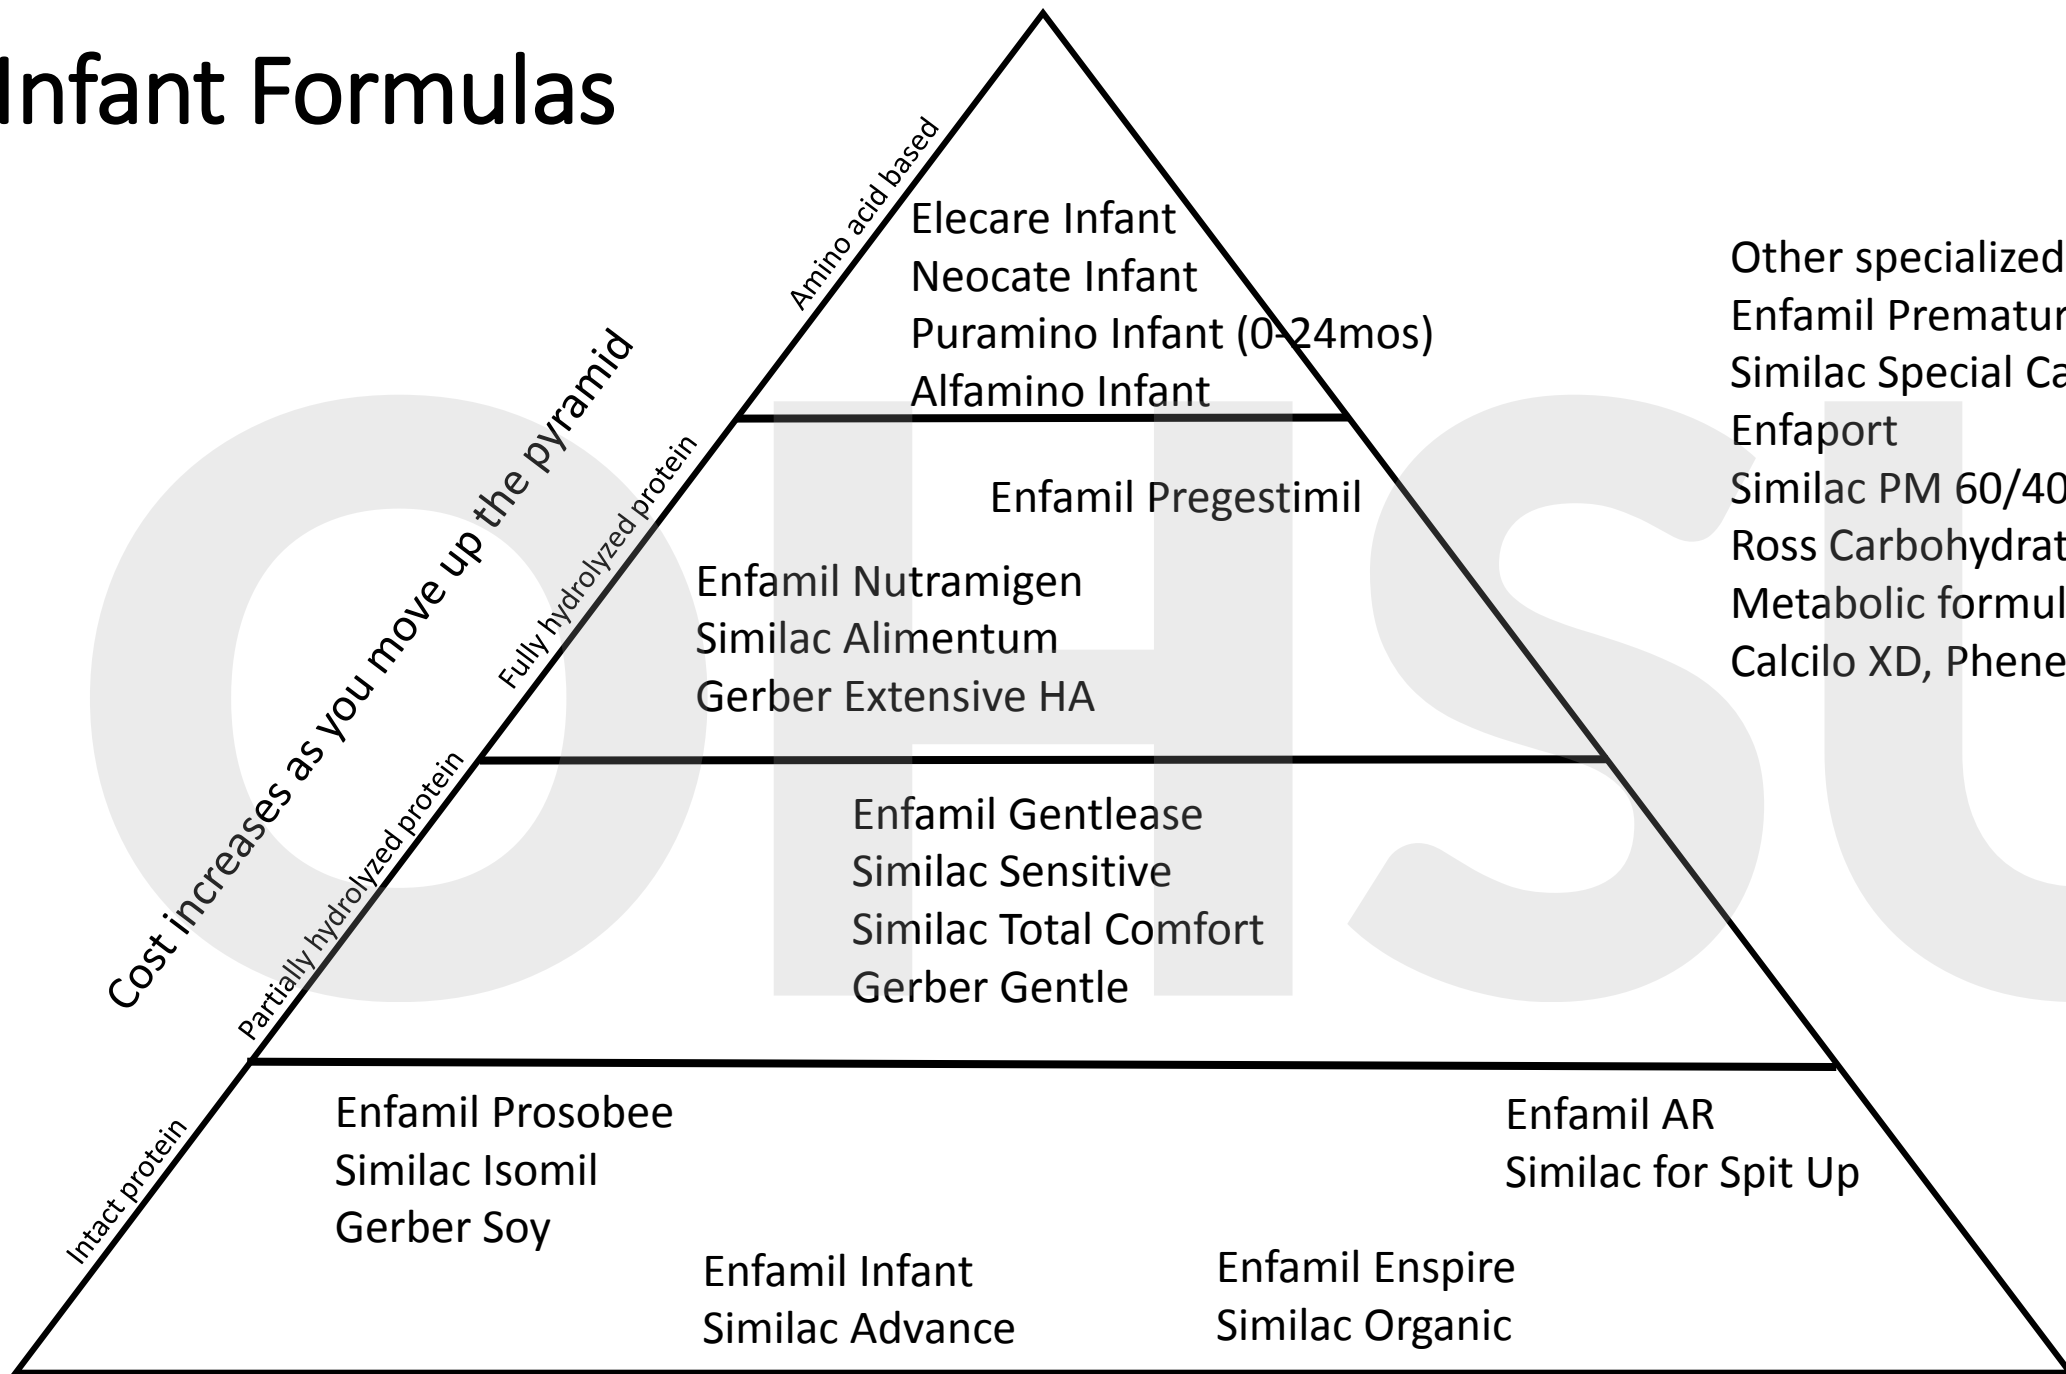 Infant Formulas
Amino acid based
Elecare Infant
Neocate Infant
Puramino Infant (0-24mos)
Alfamino Infant
Cost increases as you move up the pyramid
Fully hydrolyzed protein
Enfamil Pregestimil
Enfamil Nutramigen
Similac Alimentum
Gerber Extensive HA
Partially hydrolyzed protein
Enfamil Gentlease
Similac Sensitive
Similac Total Comfort
Gerber Gentle
Intact protein
Enfamil Prosobee
Similac Isomil
Gerber Soy
Enfamil AR
Similac for Spit Up
Enfamil Infant
Similac Advance
Enfamil Enspire
Similac Organic
Other specialized
Enfamil Prematur
Similac Special Ca
Enfaport
Similac PM 60/40
Ross Carbohydrat
Metabolic formul
Calcilo XD, Phene
OHSU